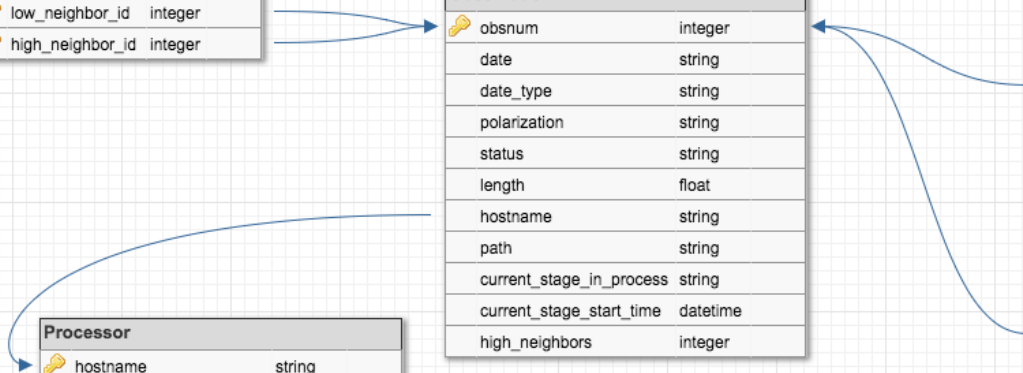 low_neighbor_id integer
high_neighbor_id integer
obsnum integer
date string
date_type string
polarization string
status string
length float
hostname string
path string
current_stage_in_process string
current_stage_start_time datetime
high_neighbors integer
Processor
hostname string